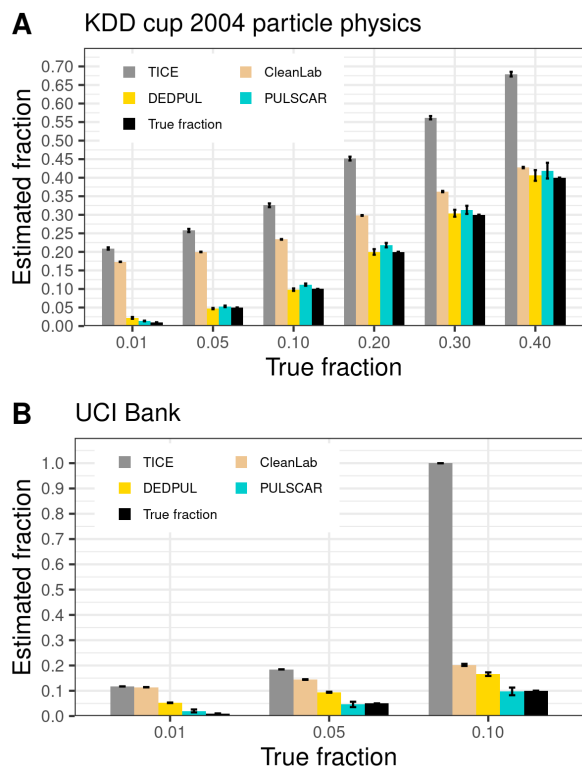 A KDD cup 2004 particle physics
TICE CleanLab
DEDPUL PULSCAR
True fraction
Estimated fraction
0.70
0.65
0.60
0.55
0.50
0.45
0.40
0.35
0.30
0.25
0.20
0.15
0.10
0.05
0.00
0.01 0.05 0.10 0.20 0.30 0.40
True fraction
B UCI Bank
TICE CleanLab
DEDPUL PULSCAR
True fraction
Estimated fraction
1.0
0.9
0.8
0.7
0.6
0.5
0.4
0.3
0.2
0.1
0.0
0.01 0.05 0.10
True fraction